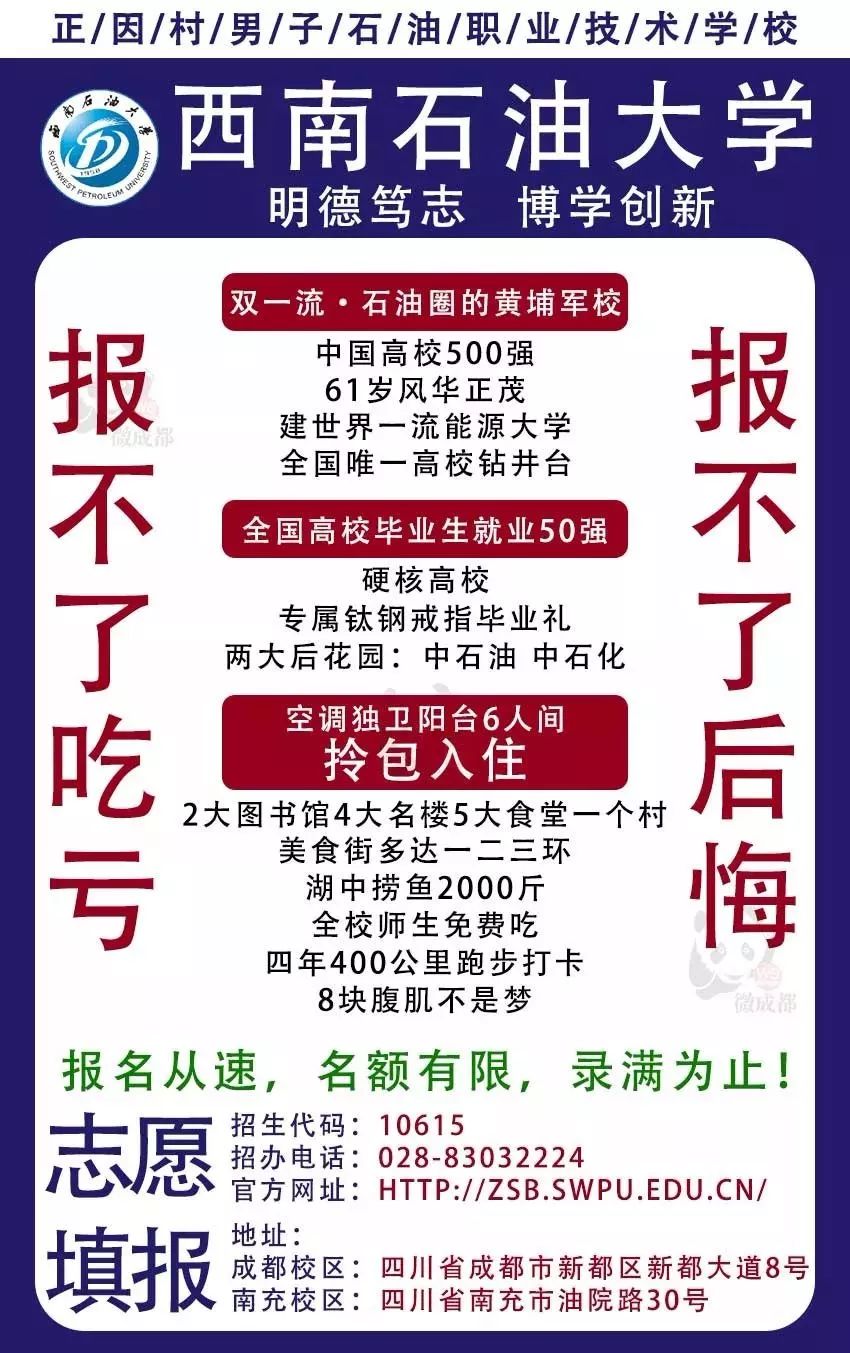 正/因/村/男/子/石/油/职/业/技/术/学/校
西南石油大学
西南石油大学
SOUTHWEST PETROLEUM UNIVERSITY
1958
明德笃志 博学创新
报不了吃亏
双一流·石油圈的黄埔军校
中国高校500强
61岁风华正茂
建世界一流能源大学
全国唯一高校钻井台
全国高校毕业生就业50强
硬核高校
专属钛钢戒指毕业礼
两大后花园：中石油 中石化
空调独卫阳台6人间
拎包入住
2大图书馆4大名楼5大食堂一个村
美食街多达一二三环
湖中捞鱼2000斤
全校师生免费吃
四年400公里跑步打卡
8块腹肌不是梦
报不了后悔
微成都
微成都
报名从速，名额有限，录满为止！
志愿
填报
招生代码：10615
招办电话：028-83032224
官方网址：HTTP://ZSB.SWPU.EDU.CN/
地址：
成都校区：四川省成都市新都区新都大道8号
南充校区：四川省南充市油院路30号